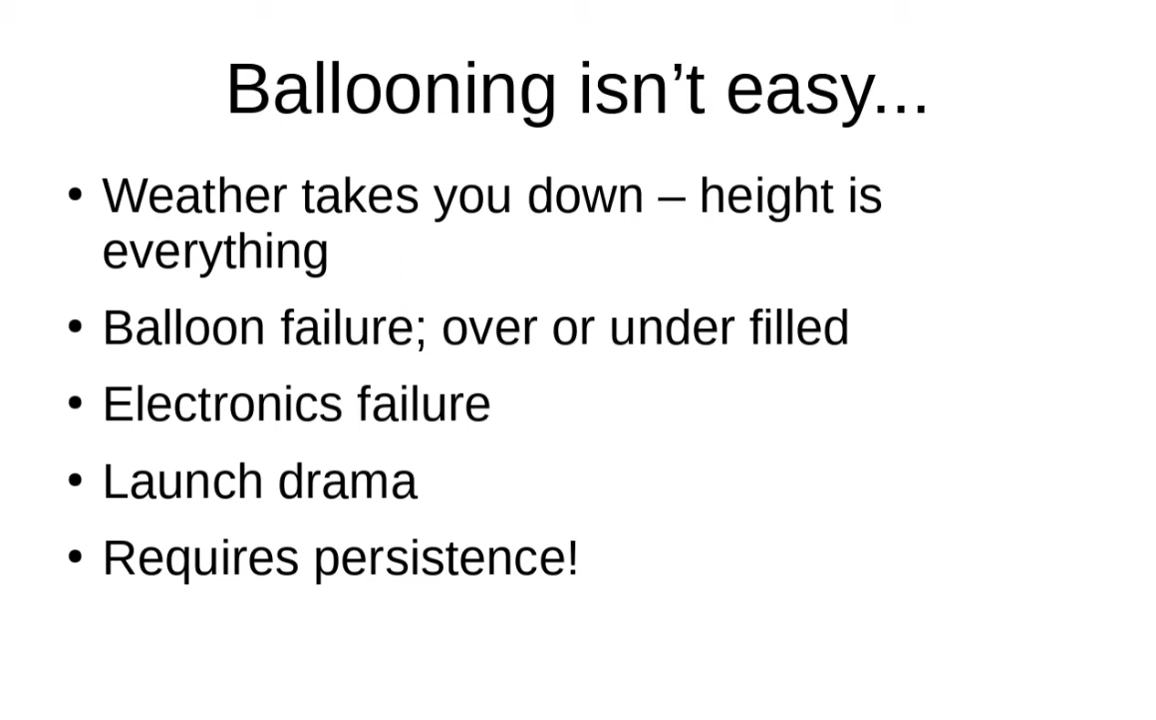 Ballooning isn’t easy...
• Weather takes you down – height is
everything
• Balloon failure; over or under filled
• Electronics failure
• Launch drama
• Requires persistence!